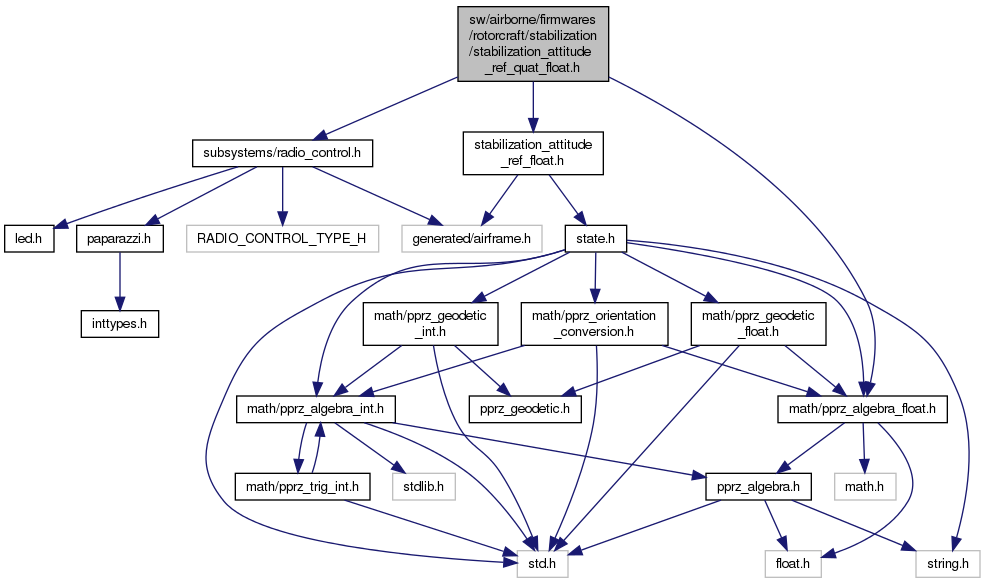 sw/airborne/firmwares
/rotorcraft/stabilization
/stabilization_attitude
_ref_quat_float.h
subsystems/radio_control.h
stabilization_attitude
_ref_float.h
led.h
paparazzi.h
RADIO_CONTROL_TYPE_H
generated/airframe.h
state.h
inttypes.h
math/pprz_geodetic
_int.h
math/pprz_orientation
_conversion.h
math/pprz_geodetic
_float.h
math/pprz_algebra_int.h
pprz_geodetic.h
math/pprz_algebra_float.h
math/pprz_trig_int.h
stdlib.h
pprz_algebra.h
math.h
std.h
float.h
string.h